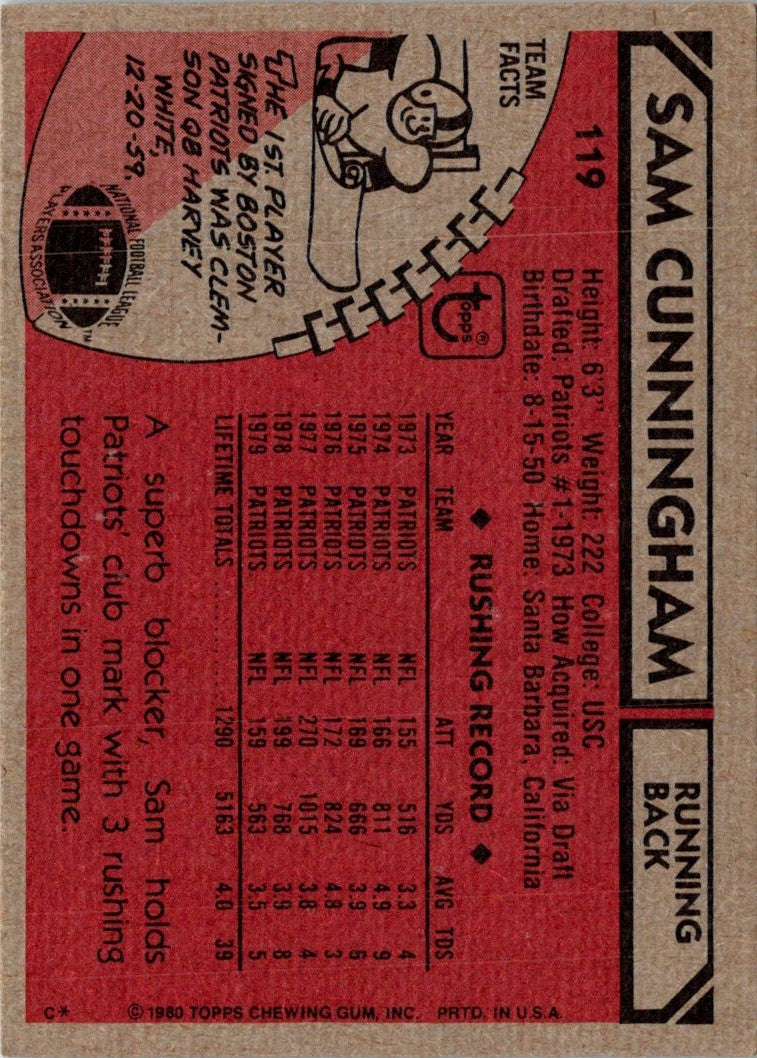 SAM CUNNINGHAM
RUNNING
BACK
119
Height: 6'3" Weight: 222 College: USC
Drafted: Patriots #1-1973 How Acquired: Via Draft
Birthdate: 8-15-50 Home: Santa Barbara, California
topps®
TEAM
FACTS
THE 1ST. PLAYER
SIGNED BY BOSTON
PATRIOTS WAS CLEM-
SON QB HARVEY
WHITE,
12-20-59.
NATIONAL FOOTBALL LEAGUE
PLAYERS ASSOCIATION™
◆ RUSHING RECORD ◆
YEAR TEAM ATT YDS AVG TDS
1973 PATRIOTS NFL 155 516 3.3 4
1974 PATRIOTS NFL 166 811 4.9 9
1975 PATRIOTS NFL 169 666 3.9 6
1976 PATRIOTS NFL 172 824 4.8 3
1977 PATRIOTS NFL 270 1015 3.8 4
1978 PATRIOTS NFL 199 768 3.9 8
1979 PATRIOTS NFL 159 563 3.5 5
LIFETIME TOTALS .......... 1290 5163 4.0 39
A superb blocker, Sam holds
Patriots' club mark with 3 rushing
touchdowns in one game.
C* © 1980 TOPPS CHEWING GUM, INC. PRTD. IN U.S.A.